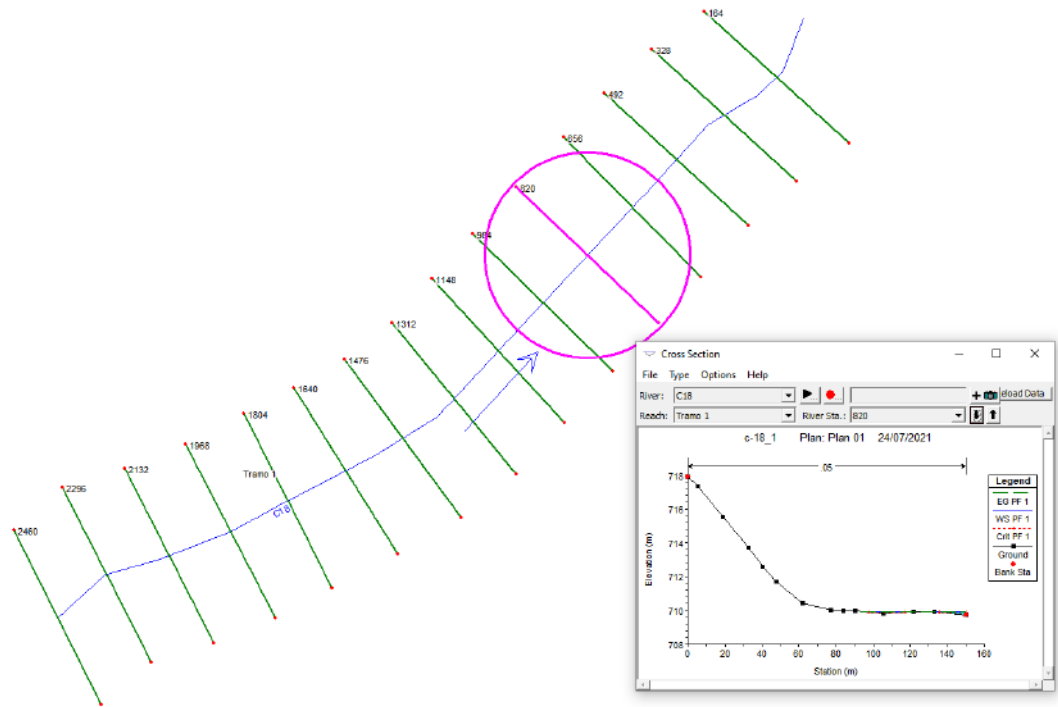 164
328
492
656
820
984
1148
1312
1476
1640
1804
1968
Tramo 1
2132
2296
C18
2460
Cross Section
File Type Options Help
River: C18
Reload Data
Reach: Tramo 1 River Sta.: 820
c-18_1 Plan: Plan 01 24/07/2021
.05
718
716
714
712
710
708
Elevation (m)
0 20 40 60 80 100 120 140 160
Station (m)
Legend
EG PF 1
WS PF 1
Crit PF 1
Ground
Bank Sta